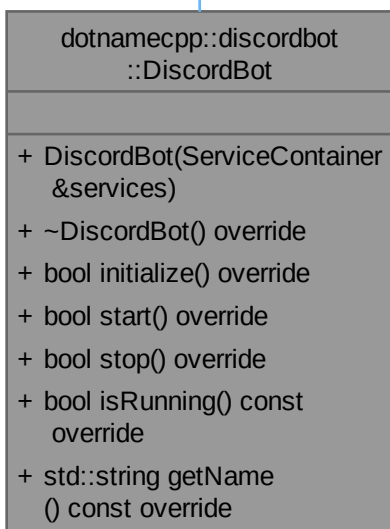 dotnamecpp::discordbot
::DiscordBot
+ DiscordBot(ServiceContainer
&services)
+ ~DiscordBot() override
+ bool initialize() override
+ bool start() override
+ bool stop() override
+ bool isRunning() const
override
+ std::string getName
() const override